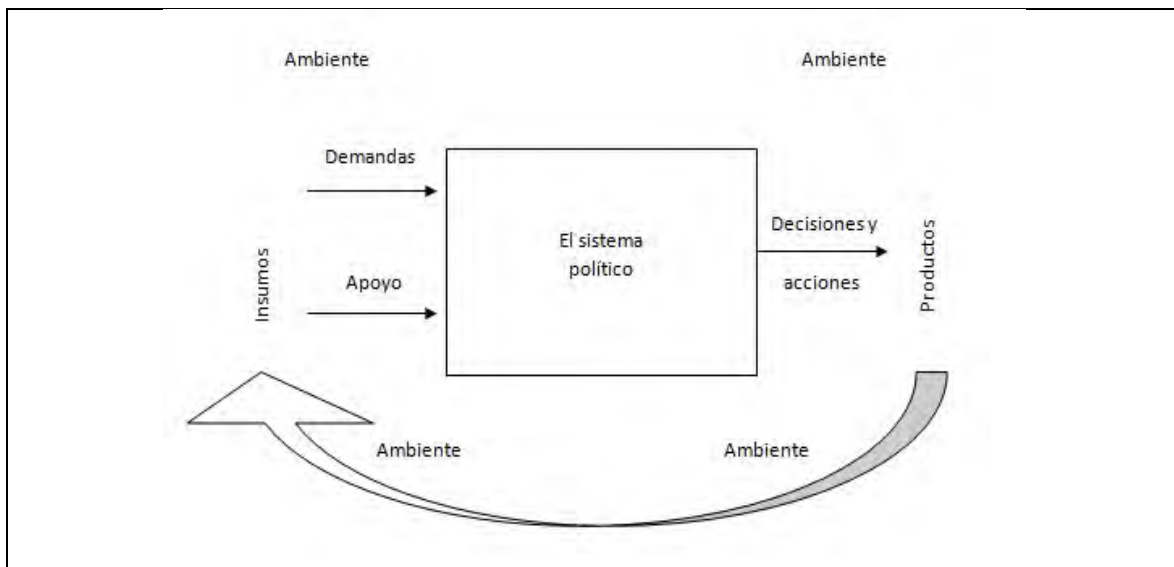 Ambiente
Ambiente
Demandas
Insumos
Apoyo
El sistema
político
Decisiones y
acciones
Productos
Ambiente
Ambiente